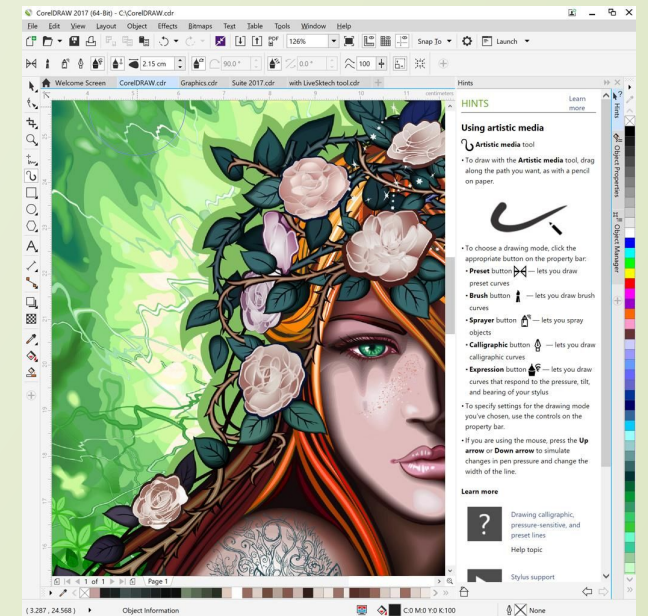 CorelDRAW 2017 (64-Bit) - C:\CorelDRAW.cdr
File Edit View Layout Object Effects Bitmaps Text Table Tools Window Help
PDF 126% Snap To Launch
2.15 cm 90.0 ° 0.0 ° 100
Welcome Screen CorelDRAW.cdr Graphics.cdr Suite 2017.cdr with LiveSktech tool.cdr
Hints
centimeters
HINTS
Learn more
Using artistic media
Artistic media tool
• To draw with the Artistic media tool, drag
along the path you want, as with a pencil
on paper.
• To choose a drawing mode, click the
appropriate button on the property bar:
• Preset button — lets you draw
preset curves
• Brush button — lets you draw brush
curves
• Sprayer button — lets you spray
objects
• Calligraphic button — lets you draw
calligraphic curves
• Expression button — lets you draw
curves that respond to the pressure, tilt,
and bearing of your stylus
• To specify settings for the drawing mode
you've chosen, use the controls on the
property bar.
• If you are using the mouse, press the Up
arrow or Down arrow to simulate
changes in pen pressure and change the
width of the line.
Learn more
?
Drawing calligraphic,
pressure-sensitive, and
preset lines
Help topic
Stylus support
Hints
Object Properties
Object Manager
1 of 1 Page 1
( 3.287 , 24.568 ) Object Information C:0 M:0 Y:0 K:100 None